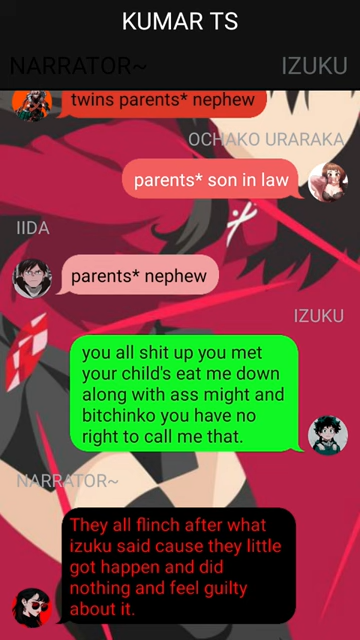 KUMAR TS
NARRATOR~
IZUKU
twins parents* nephew
OCHAKO URARAKA
parents* son in law
IIDA
parents* nephew
IZUKU
you all shit up you met
your child's eat me down
along with ass might and
bitchinko you have no
right to call me that.
NARRATOR~
They all flinch after what
izuku said cause they little
got happen and did
nothing and feel guilty
about it.